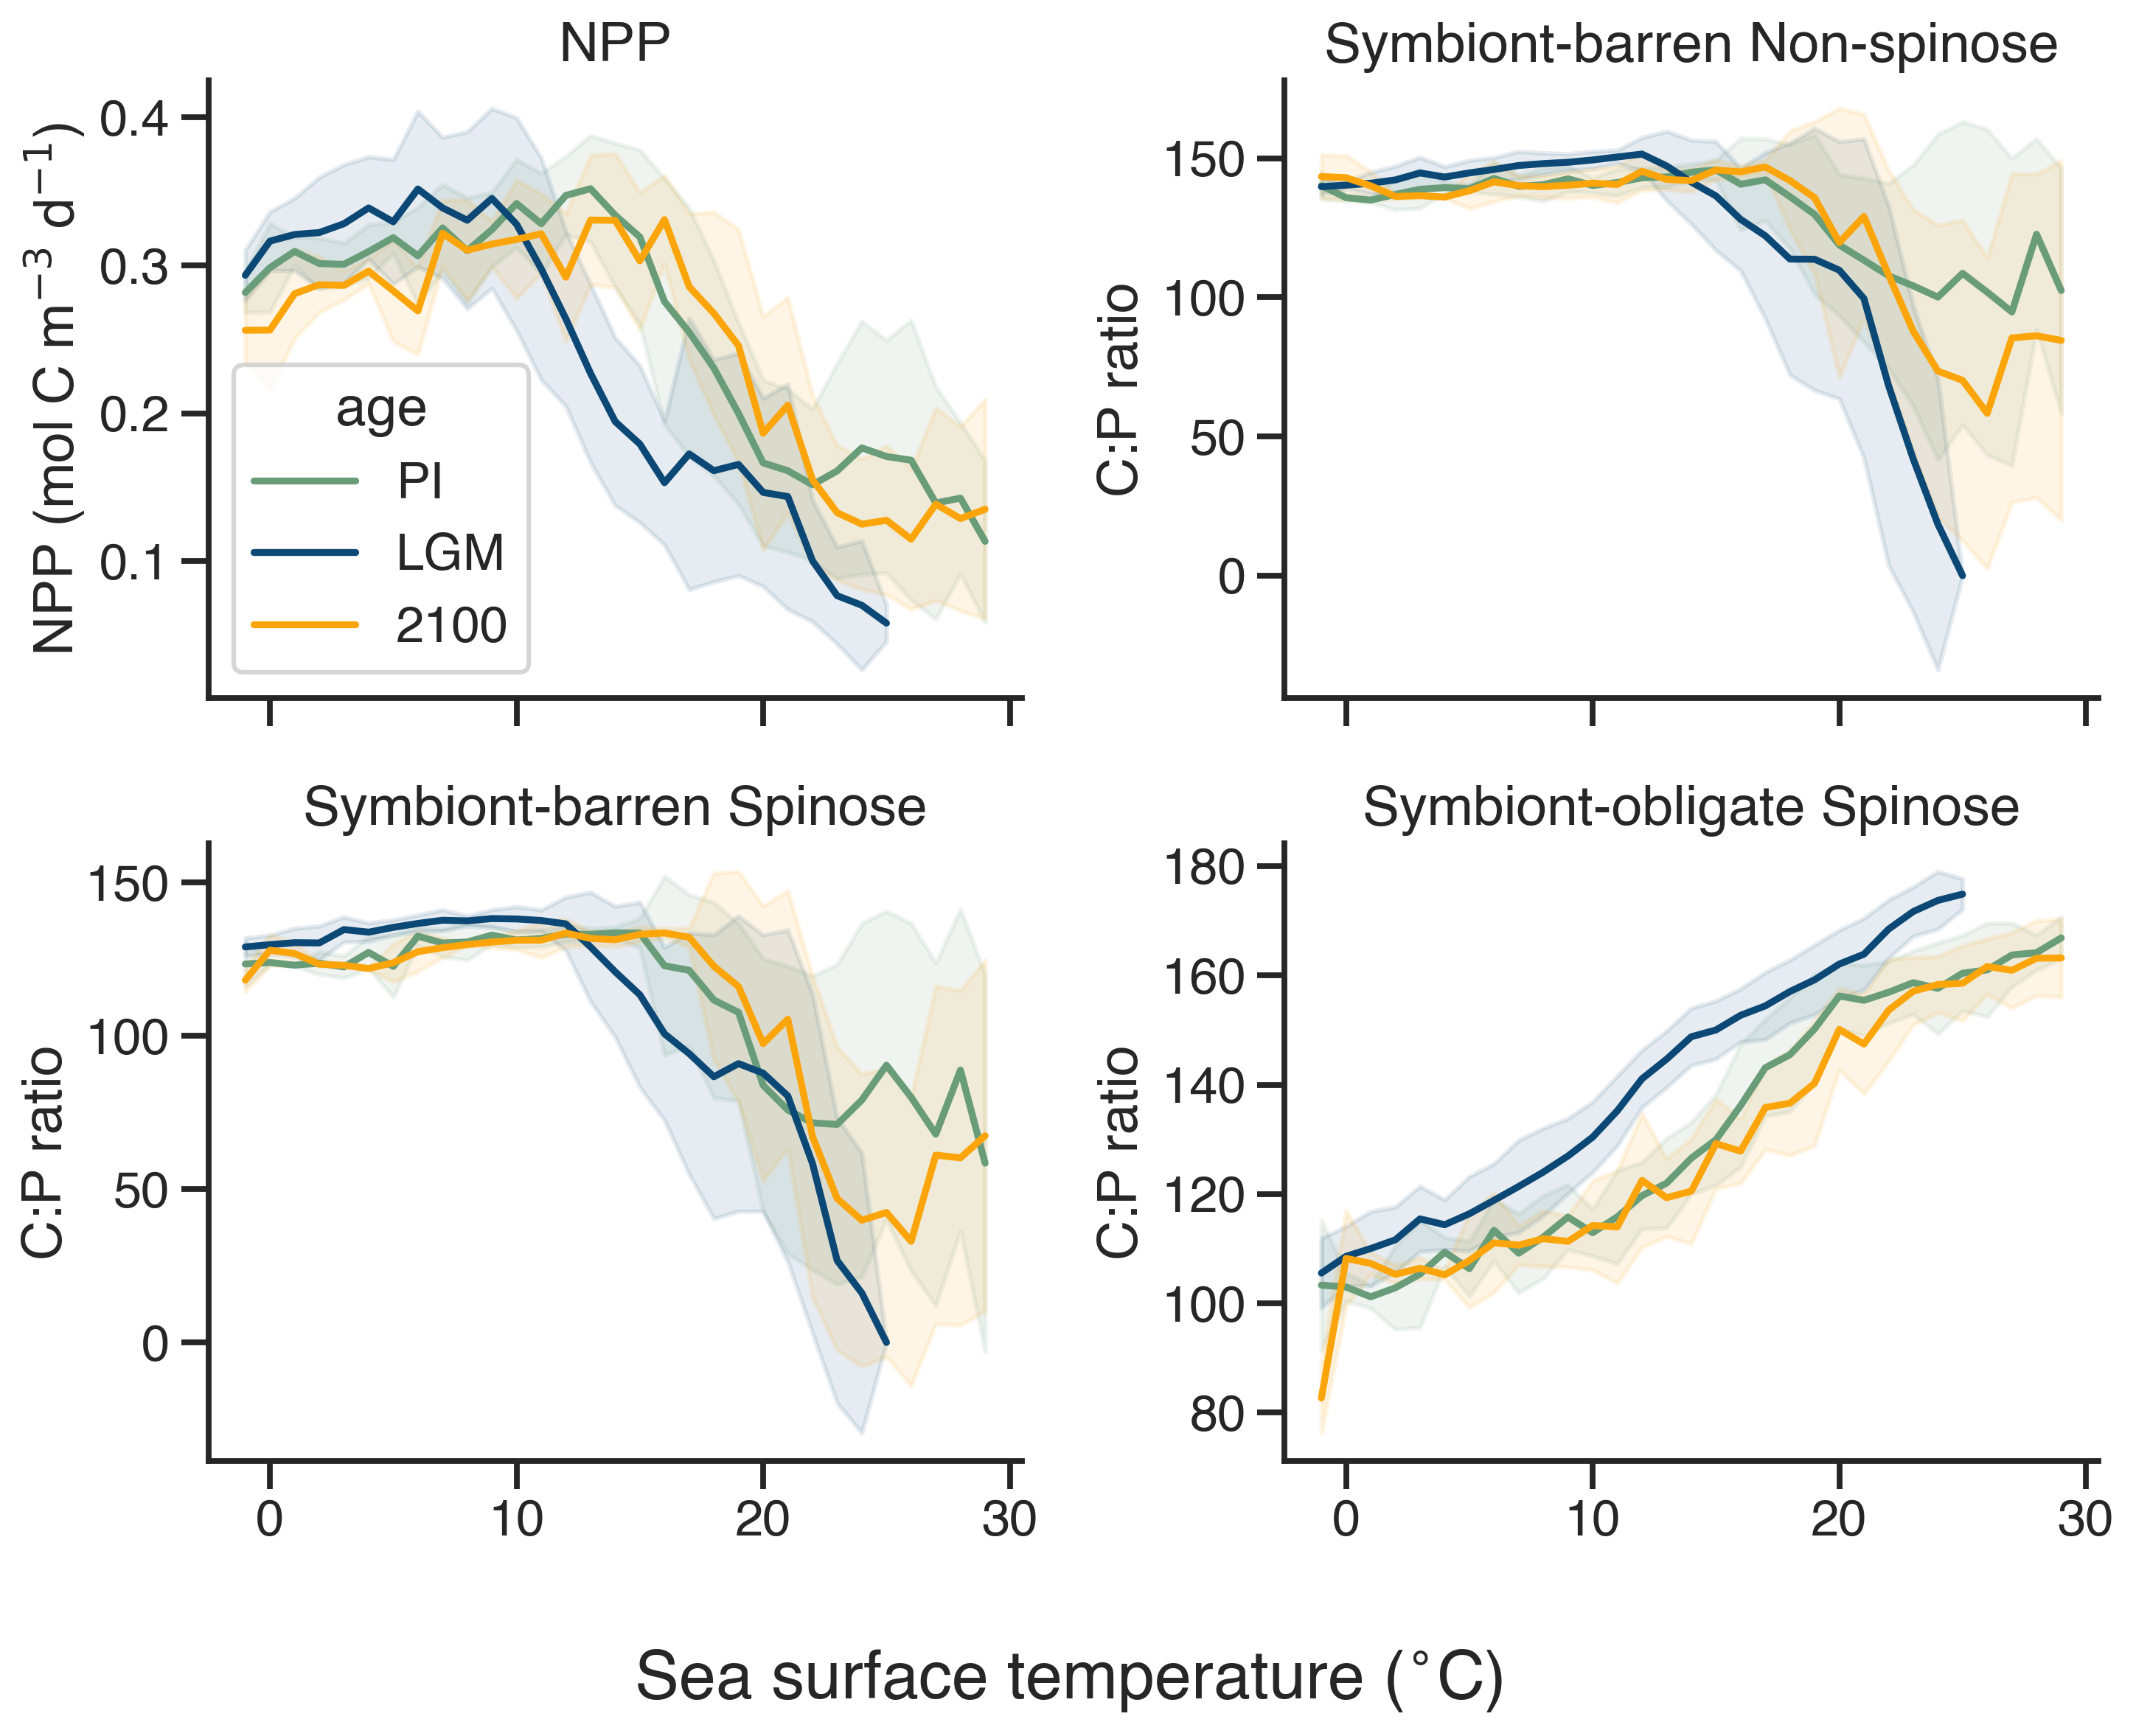 NPP
NPP (mol C m⁻³ d⁻¹)
0.4
0.3
0.2
0.1
age
PI
LGM
2100
Symbiont-barren Non-spinose
C:P ratio
150
100
50
0
Symbiont-barren Spinose
C:P ratio
150
100
50
0
0 10 20 30
Symbiont-obligate Spinose
C:P ratio
180
160
140
120
100
80
0 10 20 30
Sea surface temperature (°C)